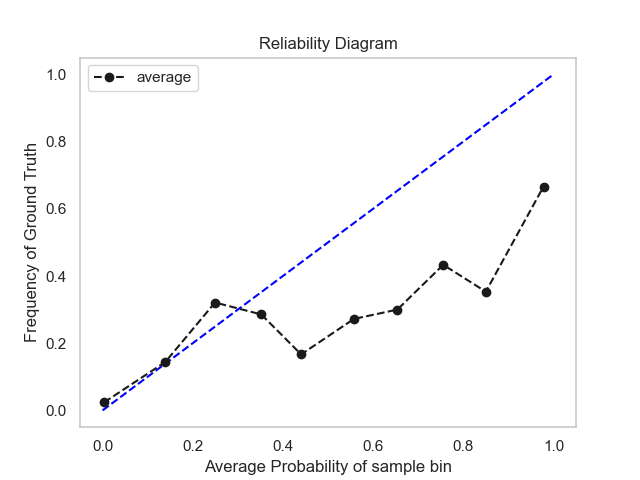 Reliability Diagram
average
Frequency of Ground Truth
1.0
0.8
0.6
0.4
0.2
0.0
0.0 0.2 0.4 0.6 0.8 1.0
Average Probability of sample bin